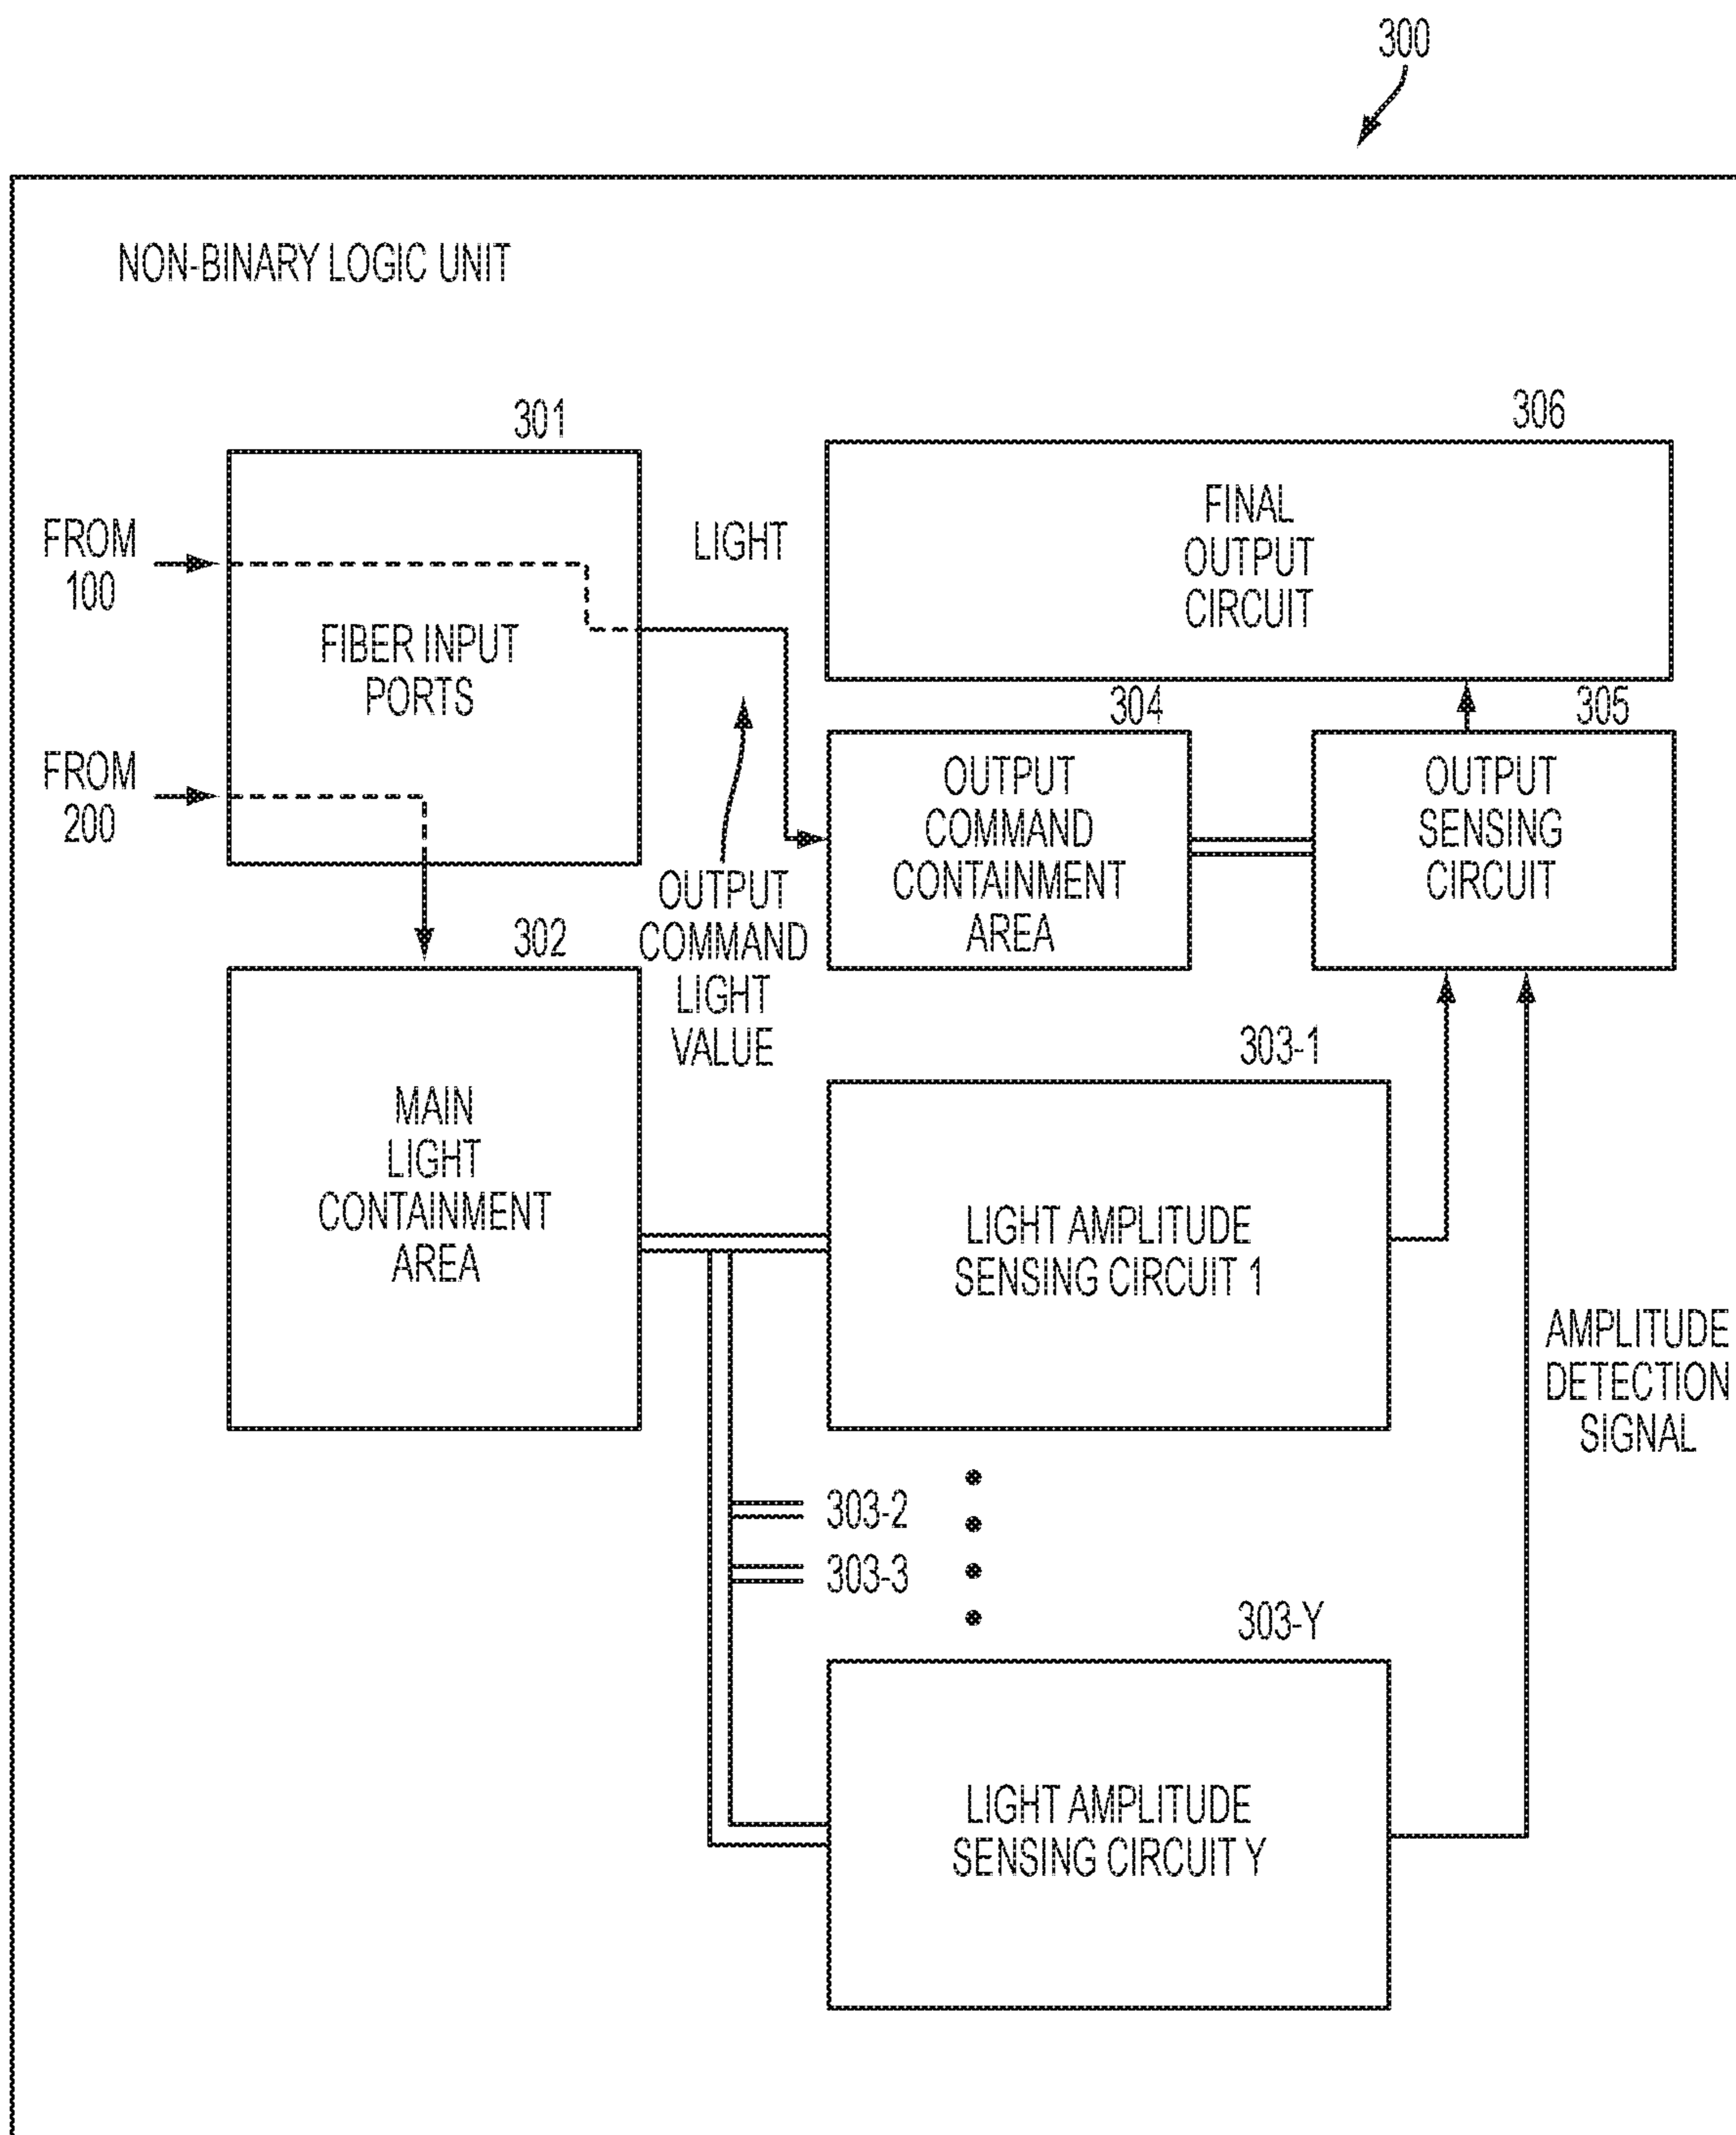 300
NON-BINARY LOGIC UNIT
301
FROM
100
FIBER INPUT
PORTS
FROM
200
LIGHT
306
FINAL
OUTPUT
CIRCUIT
304
OUTPUT
COMMAND
CONTAINMENT
AREA
305
OUTPUT
SENSING
CIRCUIT
OUTPUT
COMMAND
LIGHT
VALUE
302
MAIN
LIGHT
CONTAINMENT
AREA
303-1
LIGHT AMPLITUDE
SENSING CIRCUIT 1
AMPLITUDE
DETECTION
SIGNAL
303-2
303-3
303-Y
LIGHT AMPLITUDE
SENSING CIRCUIT Y